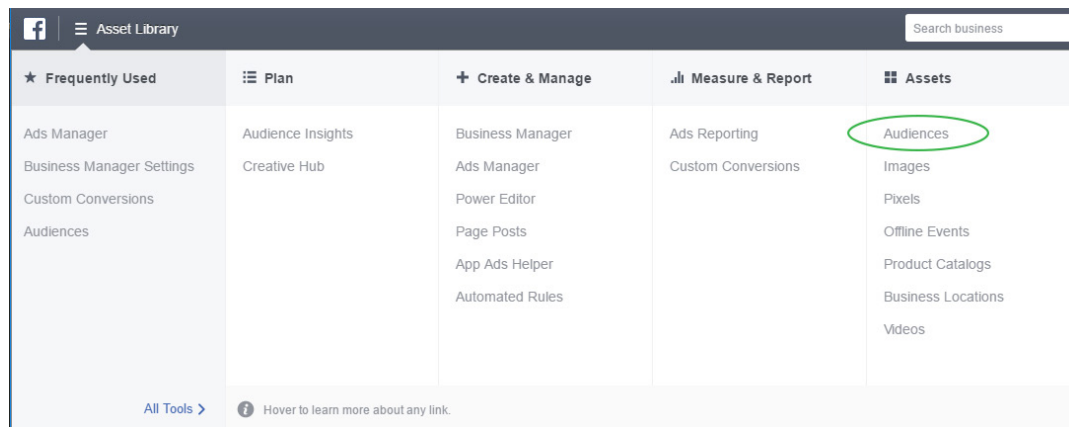 f
Asset Library
Search business
Frequently Used
Ads Manager
Business Manager Settings
Custom Conversions
Audiences
All Tools
Plan
Audience Insights
Creative Hub
Create & Manage
Business Manager
Ads Manager
Power Editor
Page Posts
App Ads Helper
Automated Rules
Measure & Report
Ads Reporting
Custom Conversions
Assets
Audiences
Images
Pixels
Offline Events
Product Catalogs
Business Locations
Videos
Hover to learn more about any link.